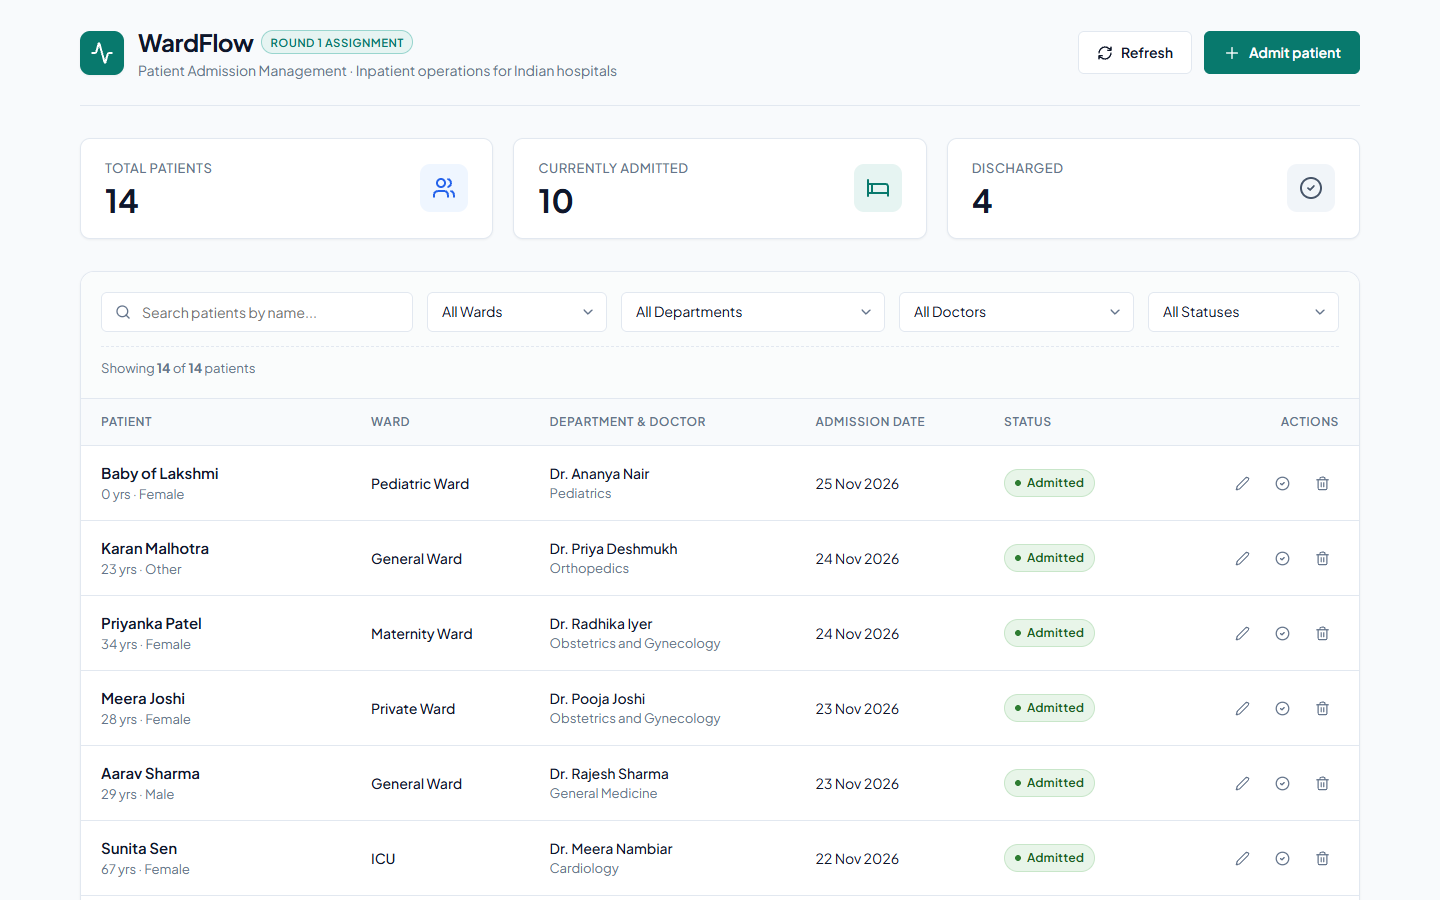 WardFlow ROUND 1 ASSIGNMENT
Patient Admission Management · Inpatient operations for Indian hospitals
Refresh
Admit patient
TOTAL PATIENTS
14
CURRENTLY ADMITTED
10
DISCHARGED
4
Search patients by name...
All Wards
All Departments
All Doctors
All Statuses
Showing 14 of 14 patients
PATIENT WARD DEPARTMENT & DOCTOR ADMISSION DATE STATUS ACTIONS
Baby of Lakshmi
0 yrs · Female
Pediatric Ward
Dr. Ananya Nair
Pediatrics
25 Nov 2026
Admitted
Karan Malhotra
23 yrs · Other
General Ward
Dr. Priya Deshmukh
Orthopedics
24 Nov 2026
Admitted
Priyanka Patel
34 yrs · Female
Maternity Ward
Dr. Radhika Iyer
Obstetrics and Gynecology
24 Nov 2026
Admitted
Meera Joshi
28 yrs · Female
Private Ward
Dr. Pooja Joshi
Obstetrics and Gynecology
23 Nov 2026
Admitted
Aarav Sharma
29 yrs · Male
General Ward
Dr. Rajesh Sharma
General Medicine
23 Nov 2026
Admitted
Sunita Sen
67 yrs · Female
ICU
Dr. Meera Nambiar
Cardiology
22 Nov 2026
Admitted